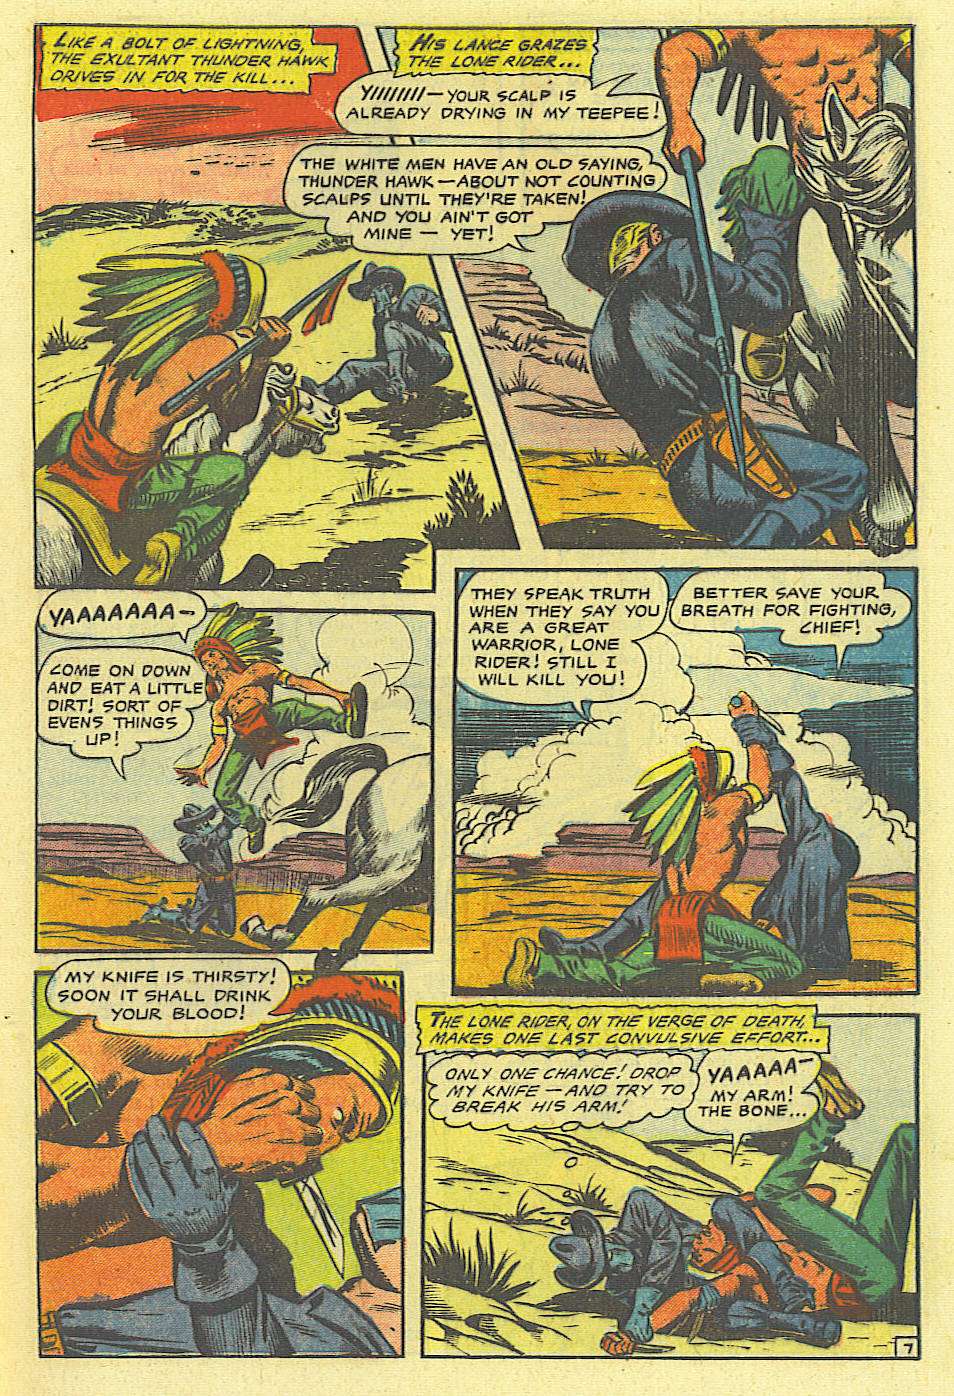 LIKE A BOLT OF LIGHTNING,
THE EXULTANT THUNDER HAWK
DRIVES IN FOR THE KILL...
HIS LANCE GRAZES
THE LONE RIDER...
YIIIIIIII—YOUR SCALP IS
ALREADY DRYING IN MY TEEPEE!
THE WHITE MEN HAVE AN OLD SAYING,
THUNDER HAWK—ABOUT NOT COUNTING
SCALPS UNTIL THEY'RE TAKEN!
AND YOU AIN'T GOT
MINE — YET!
YAAAAAAA—
COME ON DOWN
AND EAT A LITTLE
DIRT! SORT OF
EVENS THINGS
UP!
THEY SPEAK TRUTH
WHEN THEY SAY YOU
ARE A GREAT
WARRIOR, LONE
RIDER! STILL I
WILL KILL YOU!
BETTER SAVE YOUR
BREATH FOR FIGHTING,
CHIEF!
MY KNIFE IS THIRSTY!
SOON IT SHALL DRINK
YOUR BLOOD!
THE LONE RIDER, ON THE VERGE OF DEATH,
MAKES ONE LAST CONVULSIVE EFFORT...
ONLY ONE CHANCE! DROP
MY KNIFE — AND TRY TO
BREAK HIS ARM!
YAAAAA—
MY ARM!
THE BONE...
7